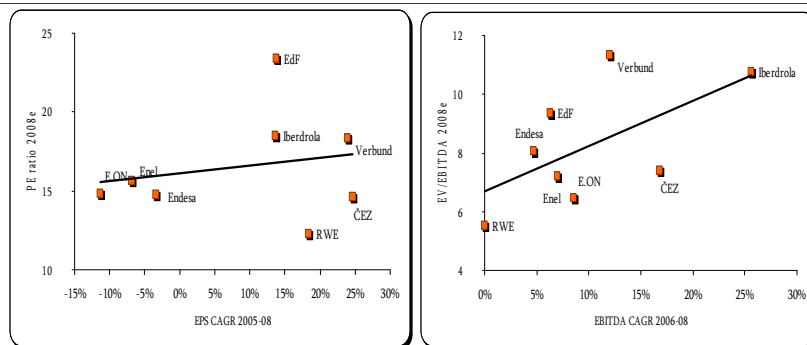 PE ratio 2008e
25
20
15
10
-15% -10% -5% 0% 5% 10% 15% 20% 25% 30%
EPS CAGR 2005-08
EdF
Iberdrola
Verbund
E.ON
Enel
Endesa
ČEZ
RWE
EV/EBITDA 2008e
12
10
8
6
4
0% 5% 10% 15% 20% 25% 30%
EBITDA CAGR 2006-08
Verbund
Iberdrola
EdF
Endesa
E.ON
Enel
ČEZ
RWE